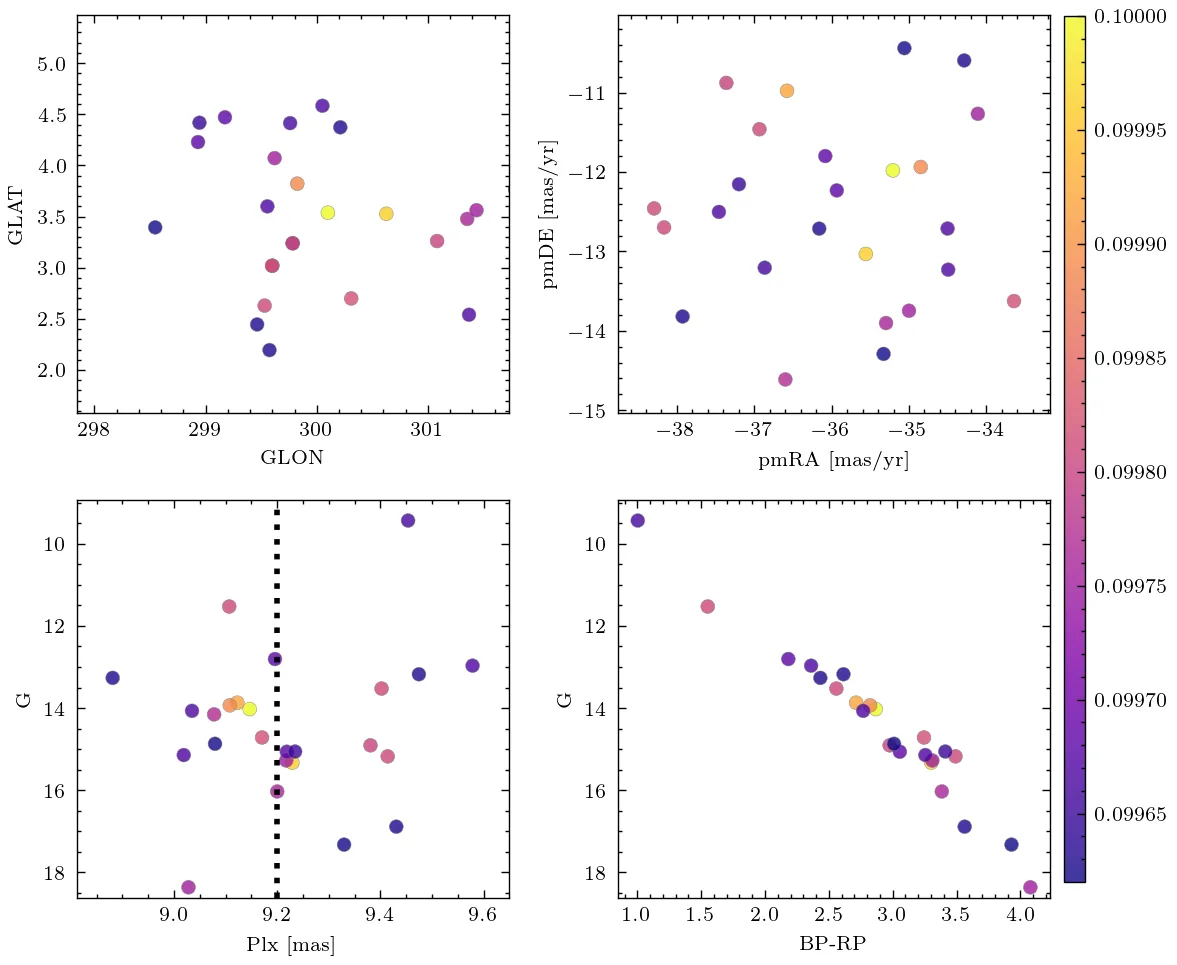 5.0
4.5
4.0
3.5
3.0
2.5
2.0
GLAT
298 299 300 301
GLON
−11
−12
−13
−14
−15
pmDE [mas/yr]
−38 −37 −36 −35 −34
pmRA [mas/yr]
0.10000
0.09995
0.09990
0.09985
0.09980
0.09975
0.09970
0.09965
10
12
14
16
18
G
9.0 9.2 9.4 9.6
Plx [mas]
10
12
14
16
18
G
1.0 1.5 2.0 2.5 3.0 3.5 4.0
BP-RP